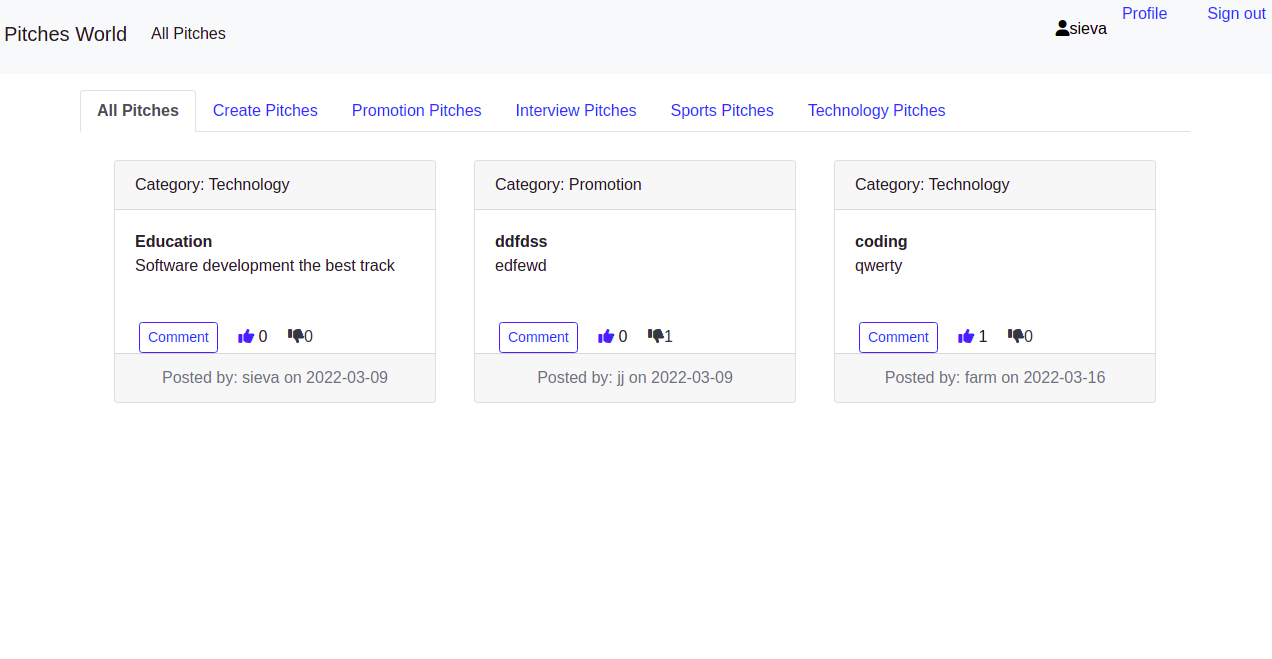 Pitches World All Pitches sieva Profile Sign out
All Pitches Create Pitches Promotion Pitches Interview Pitches Sports Pitches Technology Pitches
Category: Technology
Education
Software development the best track
Comment 0 0
Posted by: sieva on 2022-03-09
Category: Promotion
ddfdss
edfewd
Comment 0 1
Posted by: jj on 2022-03-09
Category: Technology
coding
qwerty
Comment 1 0
Posted by: farm on 2022-03-16